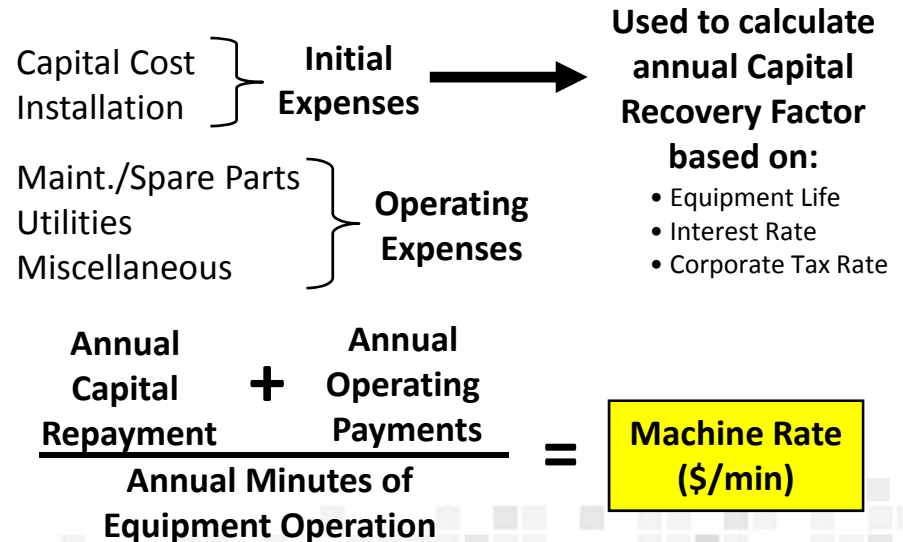 Capital Cost
Installation
Initial
Expenses
Used to calculate
annual Capital
Recovery Factor
based on:
• Equipment Life
• Interest Rate
• Corporate Tax Rate
Maint./Spare Parts
Utilities
Miscellaneous
Operating
Expenses
Annual
Capital
Repayment
+
Annual
Operating
Payments
Annual Minutes of
Equipment Operation
=
Machine Rate
($/min)